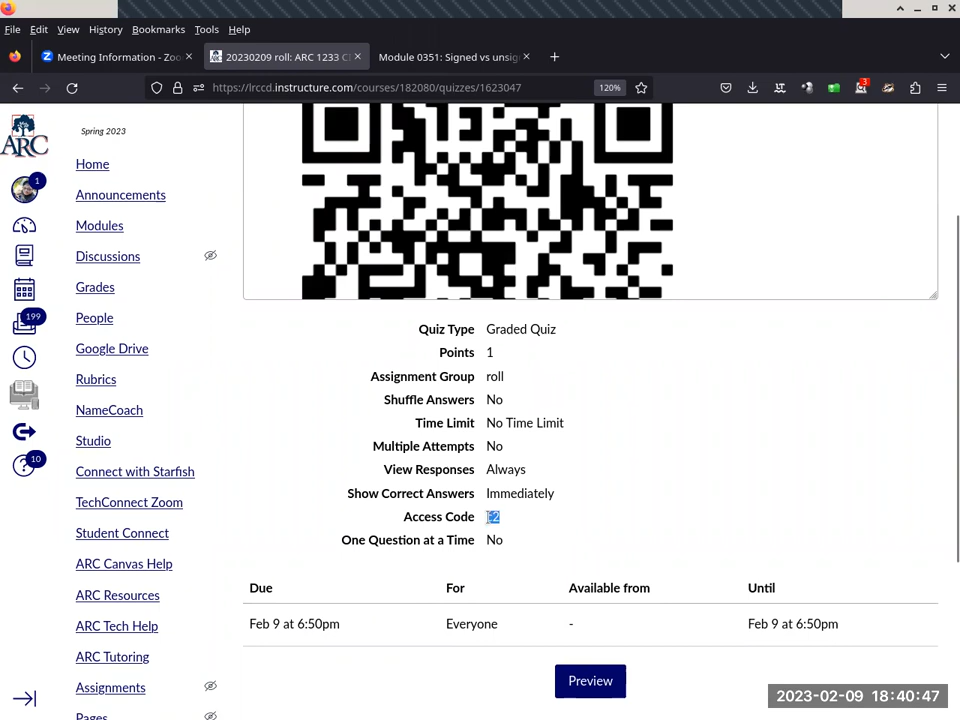 File Edit View History Bookmarks Tools Help
Meeting Information - Zoo
20230209 roll: ARC 1233 C
Module 0351: Signed vs unsig
https://lrccd.instructure.com/courses/182080/quizzes/1623047
120%
3
ARC
Spring 2023
1
Home
Announcements
Modules
Discussions
Grades
199
People
Google Drive
Rubrics
NameCoach
Studio
10
Connect with Starfish
TechConnect Zoom
Student Connect
ARC Canvas Help
ARC Resources
ARC Tech Help
ARC Tutoring
Assignments
Pages
Quiz Type Graded Quiz
Points 1
Assignment Group roll
Shuffle Answers No
Time Limit No Time Limit
Multiple Attempts No
View Responses Always
Show Correct Answers Immediately
Access Code
One Question at a Time No
Due For Available from Until
Feb 9 at 6:50pm Everyone - Feb 9 at 6:50pm
Preview
2023-02-09 18:40:47